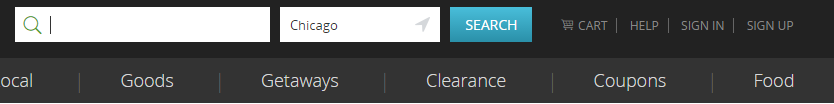 Chicago SEARCH CART HELP SIGN IN SIGN UP
ocal Goods Getaways Clearance Coupons Food